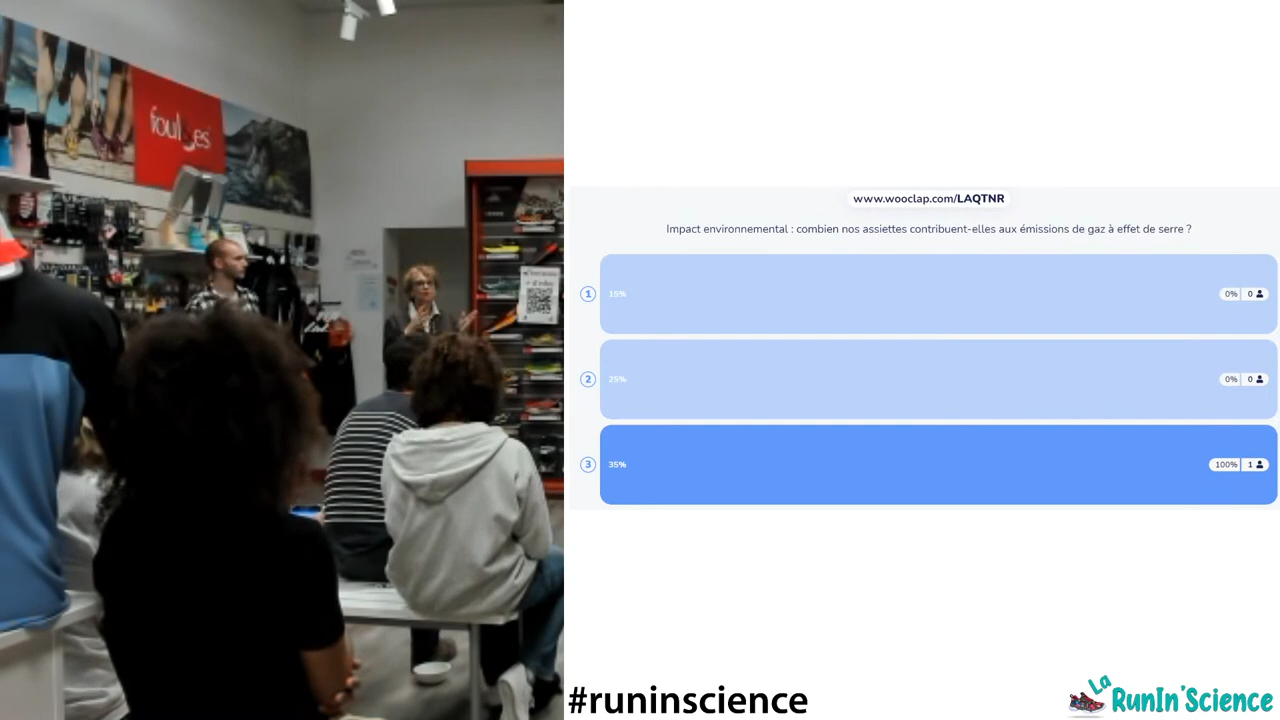 foulées
www.wooclap.com/LAQTNR
Impact environnemental : combien nos assiettes contribuent-elles aux émissions de gaz à effet de serre ?
1 15% 0% 0
2 25% 0% 0
3 35% 100% 1
#runinscience
La RunIn'Science